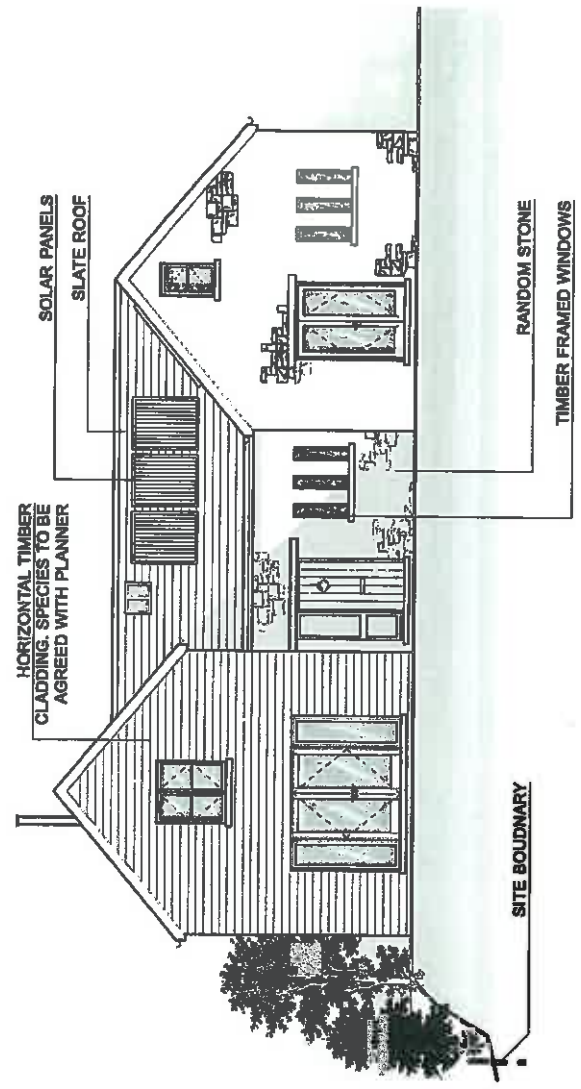 HORIZONTAL TIMBER
CLADDING. SPECIES TO BE
AGREED WITH PLANNER
SOLAR PANELS
SLATE ROOF
SITE BOUDNARY
RANDOM STONE
TIMBER FRAMED WINDOWS